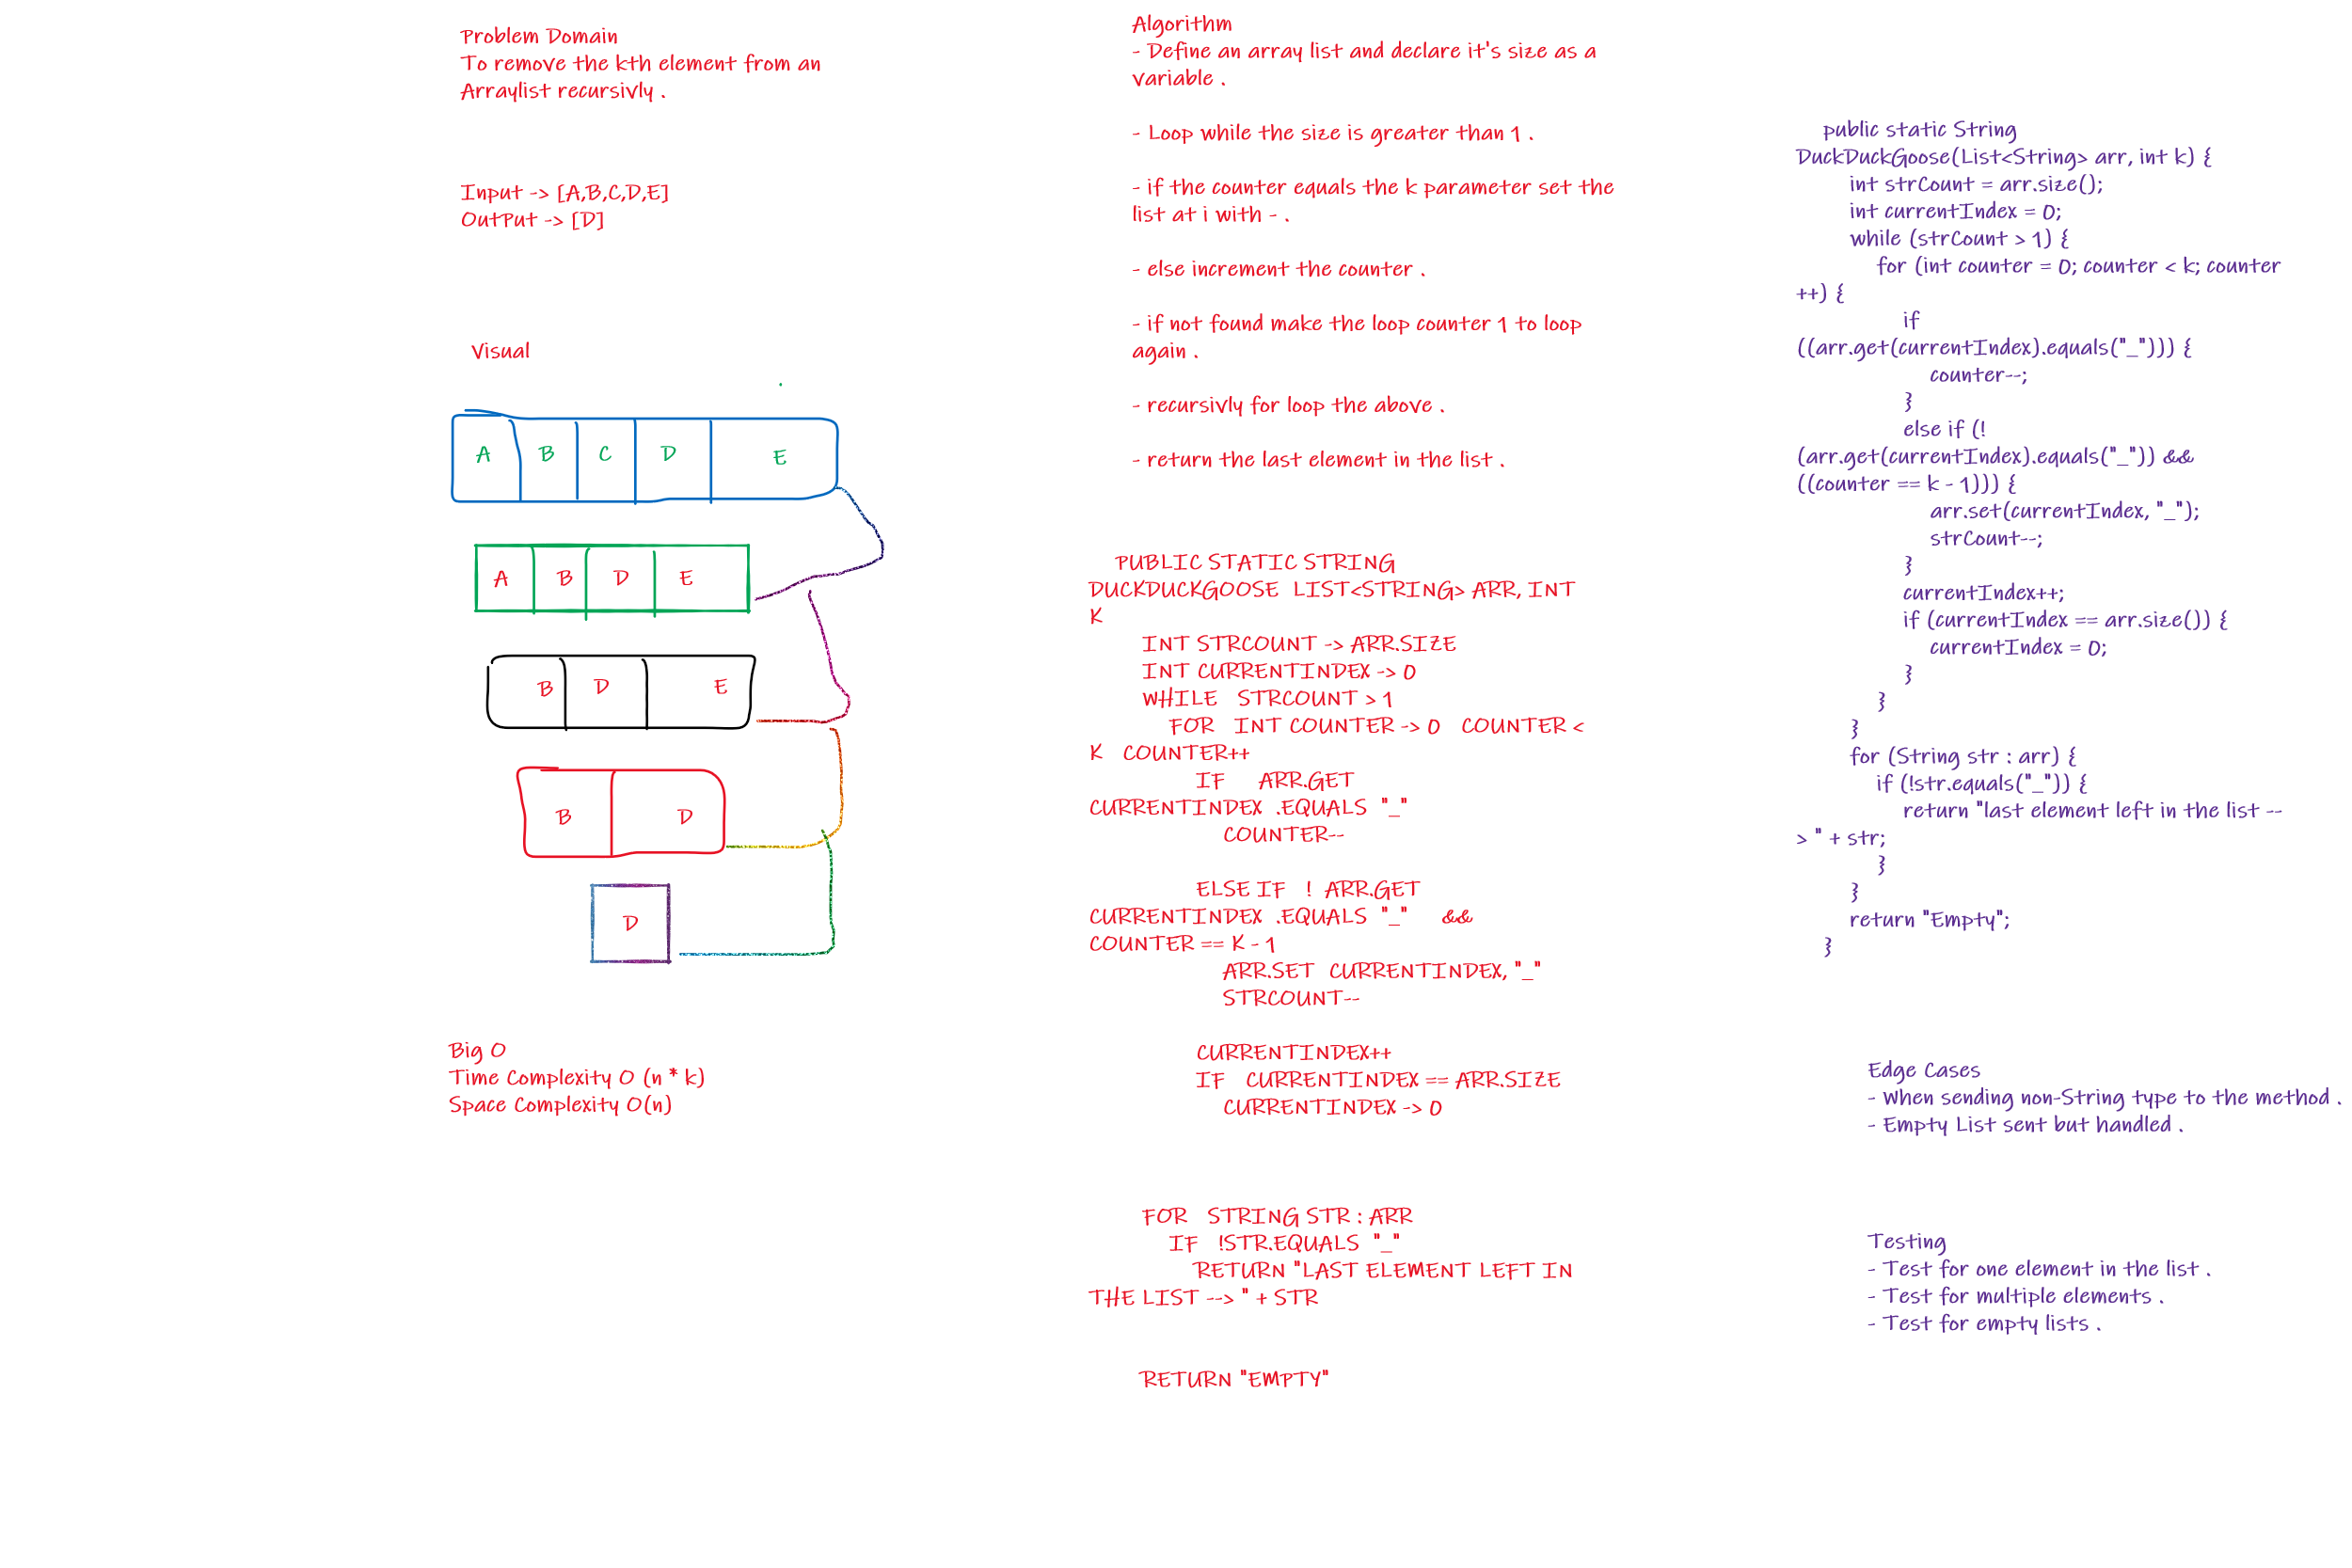 Problem Domain
To remove the kth element from an
Arraylist recursivly .
Input -> [A,B,C,D,E]
OutPut -> [D]
Visual
A B C D E
A B D E
B D E
B D
D
Big O
Time Complexity O (n * k)
Space Complexity O(n)
Algorithm
- Define an array list and declare it's size as a
variable .
- Loop while the size is greater than 1 .
- if the counter equals the k parameter set the
list at i with - .
- else increment the counter .
- if not found make the loop counter 1 to loop
again .
- recursivly for loop the above .
- return the last element in the list .
PUBLIC STATIC STRING
DUCKDUCKGOOSE LIST<STRING> ARR, INT
K
INT STRCOUNT -> ARR.SIZE
INT CURRENTINDEX -> 0
WHILE STRCOUNT > 1
FOR INT COUNTER -> 0 COUNTER <
K COUNTER++
IF ARR.GET
CURRENTINDEX .EQUALS "_"
COUNTER--
ELSE IF ! ARR.GET
CURRENTINDEX .EQUALS "_" &&
COUNTER == K - 1
ARR.SET CURRENTINDEX, "_"
STRCOUNT--
CURRENTINDEX++
IF CURRENTINDEX == ARR.SIZE
CURRENTINDEX -> 0
FOR STRING STR : ARR
IF !STR.EQUALS "_"
RETURN "LAST ELEMENT LEFT IN
THE LIST --> " + STR
RETURN "EMPTY"
public static String
DuckDuckGoose(List<String> arr, int k) {
int strCount = arr.size();
int currentIndex = 0;
while (strCount > 1) {
for (int counter = 0; counter < k; counter
++) {
if
((arr.get(currentIndex).equals("_"))) {
counter--;
}
else if (!
(arr.get(currentIndex).equals("_")) &&
((counter == k - 1))) {
arr.set(currentIndex, "_");
strCount--;
}
currentIndex++;
if (currentIndex == arr.size()) {
currentIndex = 0;
}
}
}
for (String str : arr) {
if (!str.equals("_")) {
return "last element left in the list --
> " + str;
}
}
return "Empty";
}
Edge Cases
- When sending non-String type to the method .
- Empty List sent but handled .
Testing
- Test for one element in the list .
- Test for multiple elements .
- Test for empty lists .